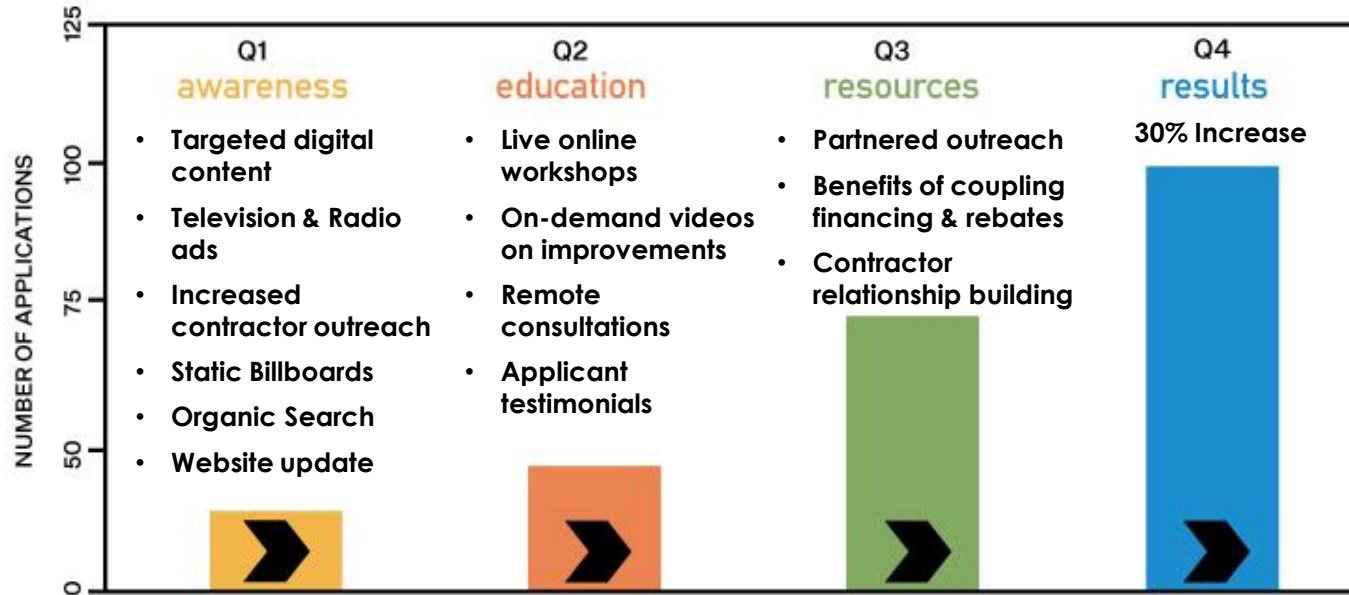 NUMBER OF APPLICATIONS
125
100
75
50
0
Q1
awareness
• Targeted digital
content
• Television & Radio
ads
• Increased
contractor outreach
• Static Billboards
• Organic Search
• Website update
Q2
education
• Live online
workshops
• On-demand videos
on improvements
• Remote
consultations
• Applicant
testimonials
Q3
resources
• Partnered outreach
• Benefits of coupling
financing & rebates
• Contractor
relationship building
Q4
results
30% Increase